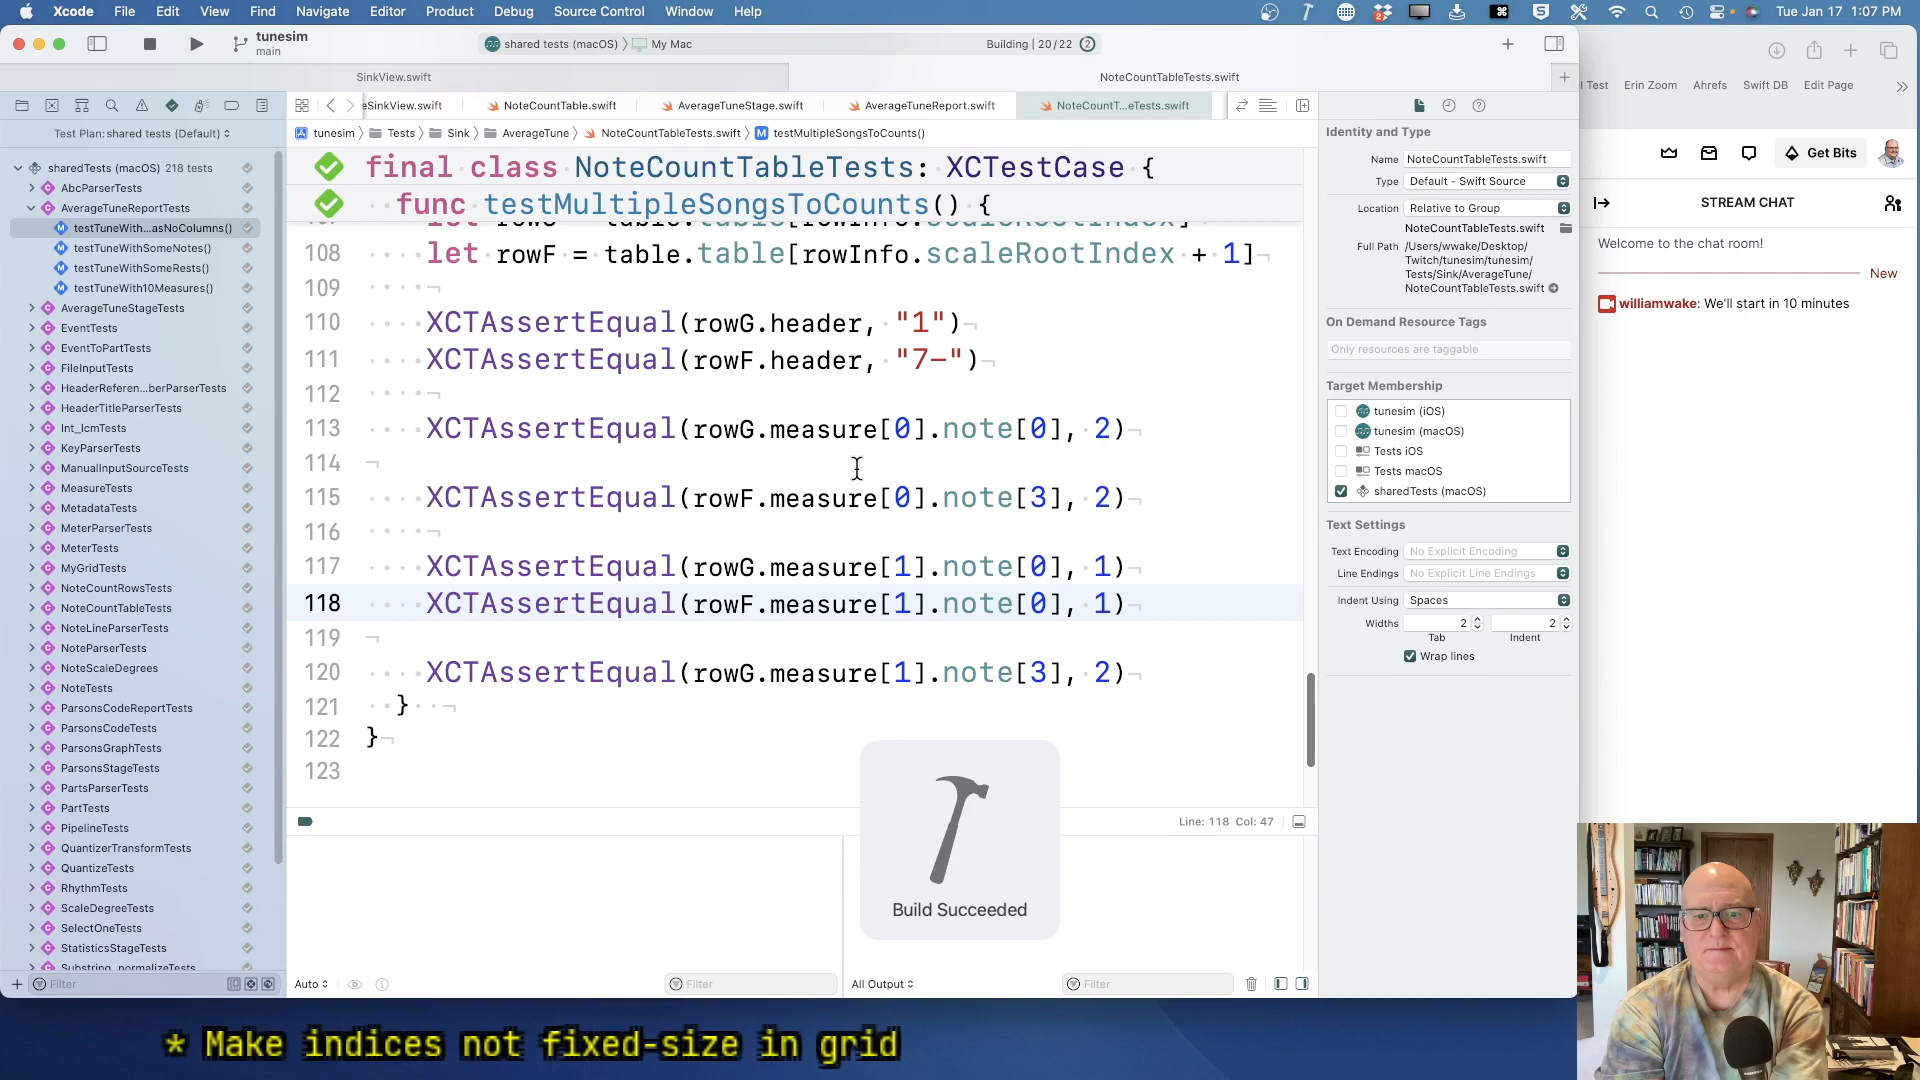 Xcode File Edit View Find Navigate Editor Product Debug Source Control Window Help Tue Jan 17 1:07 PM
tunesim
main
shared tests (macOS) 〉 My Mac
Building | 20/22 2
SinkView.swift
NoteCountTableTests.swift
l Test Erin Zoom Ahrefs Swift DB Edit Page
eSinkView.swift NoteCountTable.swift AverageTuneStage.swift AverageTuneReport.swift NoteCountT...eTests.swift
Test Plan: shared tests (Default)
tunesim 〉 Tests 〉 Sink 〉 AverageTune 〉 NoteCountTableTests.swift 〉 M testMultipleSongsToCounts()
sharedTests (macOS) 218 tests
AbcParserTests
AverageTuneReportTests
testTuneWith...asNoColumns()
testTuneWithSomeNotes()
testTuneWithSomeRests()
testTuneWith10Measures()
AverageTuneStageTests
EventTests
EventToPartTests
FileInputTests
HeaderReferen...berParserTests
HeaderTitleParserTests
Int_lcmTests
KeyParserTests
ManualInputSourceTests
MeasureTests
MetadataTests
MeterParserTests
MeterTests
MyGridTests
NoteCountRowsTests
NoteCountTableTests
NoteLineParserTests
NoteParserTests
NoteScaleDegrees
NoteTests
ParsonsCodeReportTests
ParsonsCodeTests
ParsonsGraphTests
ParsonsStageTests
PartsParserTests
PartTests
PipelineTests
QuantizerTransformTests
QuantizeTests
RhythmTests
ScaleDegreeTests
SelectOneTests
StatisticsStageTests
Substring_normalizeTests
Filter
final class NoteCountTableTests: XCTestCase {
func testMultipleSongsToCounts() {
108 let rowF = table.table[rowInfo.scaleRootIndex + 1]
109
110 XCTAssertEqual(rowG.header, "1")
111 XCTAssertEqual(rowF.header, "7-")
112
113 XCTAssertEqual(rowG.measure[0].note[0], 2)
114
115 XCTAssertEqual(rowF.measure[0].note[3], 2)
116
117 XCTAssertEqual(rowG.measure[1].note[0], 1)
118 XCTAssertEqual(rowF.measure[1].note[0], 1)
119
120 XCTAssertEqual(rowG.measure[1].note[3], 2)
121 }
122 }
123
Build Succeeded
Line: 118 Col: 47
Auto Filter All Output Filter
Identity and Type
Name NoteCountTableTests.swift
Type Default - Swift Source
Location Relative to Group
NoteCountTableTests.swift
Full Path /Users/wwake/Desktop/
Twitch/tunesim/tunesim/
Tests/Sink/AverageTune/
NoteCountTableTests.swift
On Demand Resource Tags
Only resources are taggable
Target Membership
tunesim (iOS)
tunesim (macOS)
Tests iOS
Tests macOS
sharedTests (macOS)
Text Settings
Text Encoding No Explicit Encoding
Line Endings No Explicit Line Endings
Indent Using Spaces
Widths 2 2
Tab Indent
Wrap lines
Get Bits
STREAM CHAT
Welcome to the chat room!
New
williamwake: We'll start in 10 minutes
* Make indices not fixed-size in grid